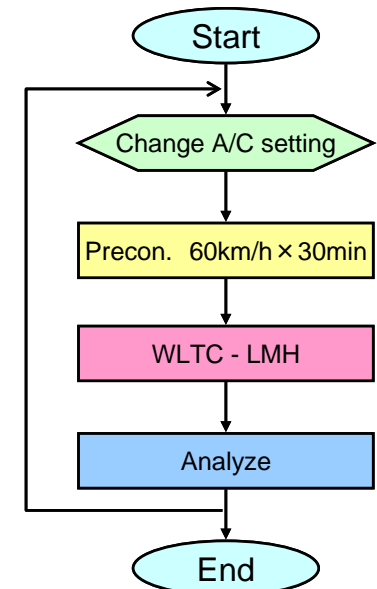 Start
Change A/C setting
Precon. 60km/h×30min
WLTC - LMH
Analyze
End